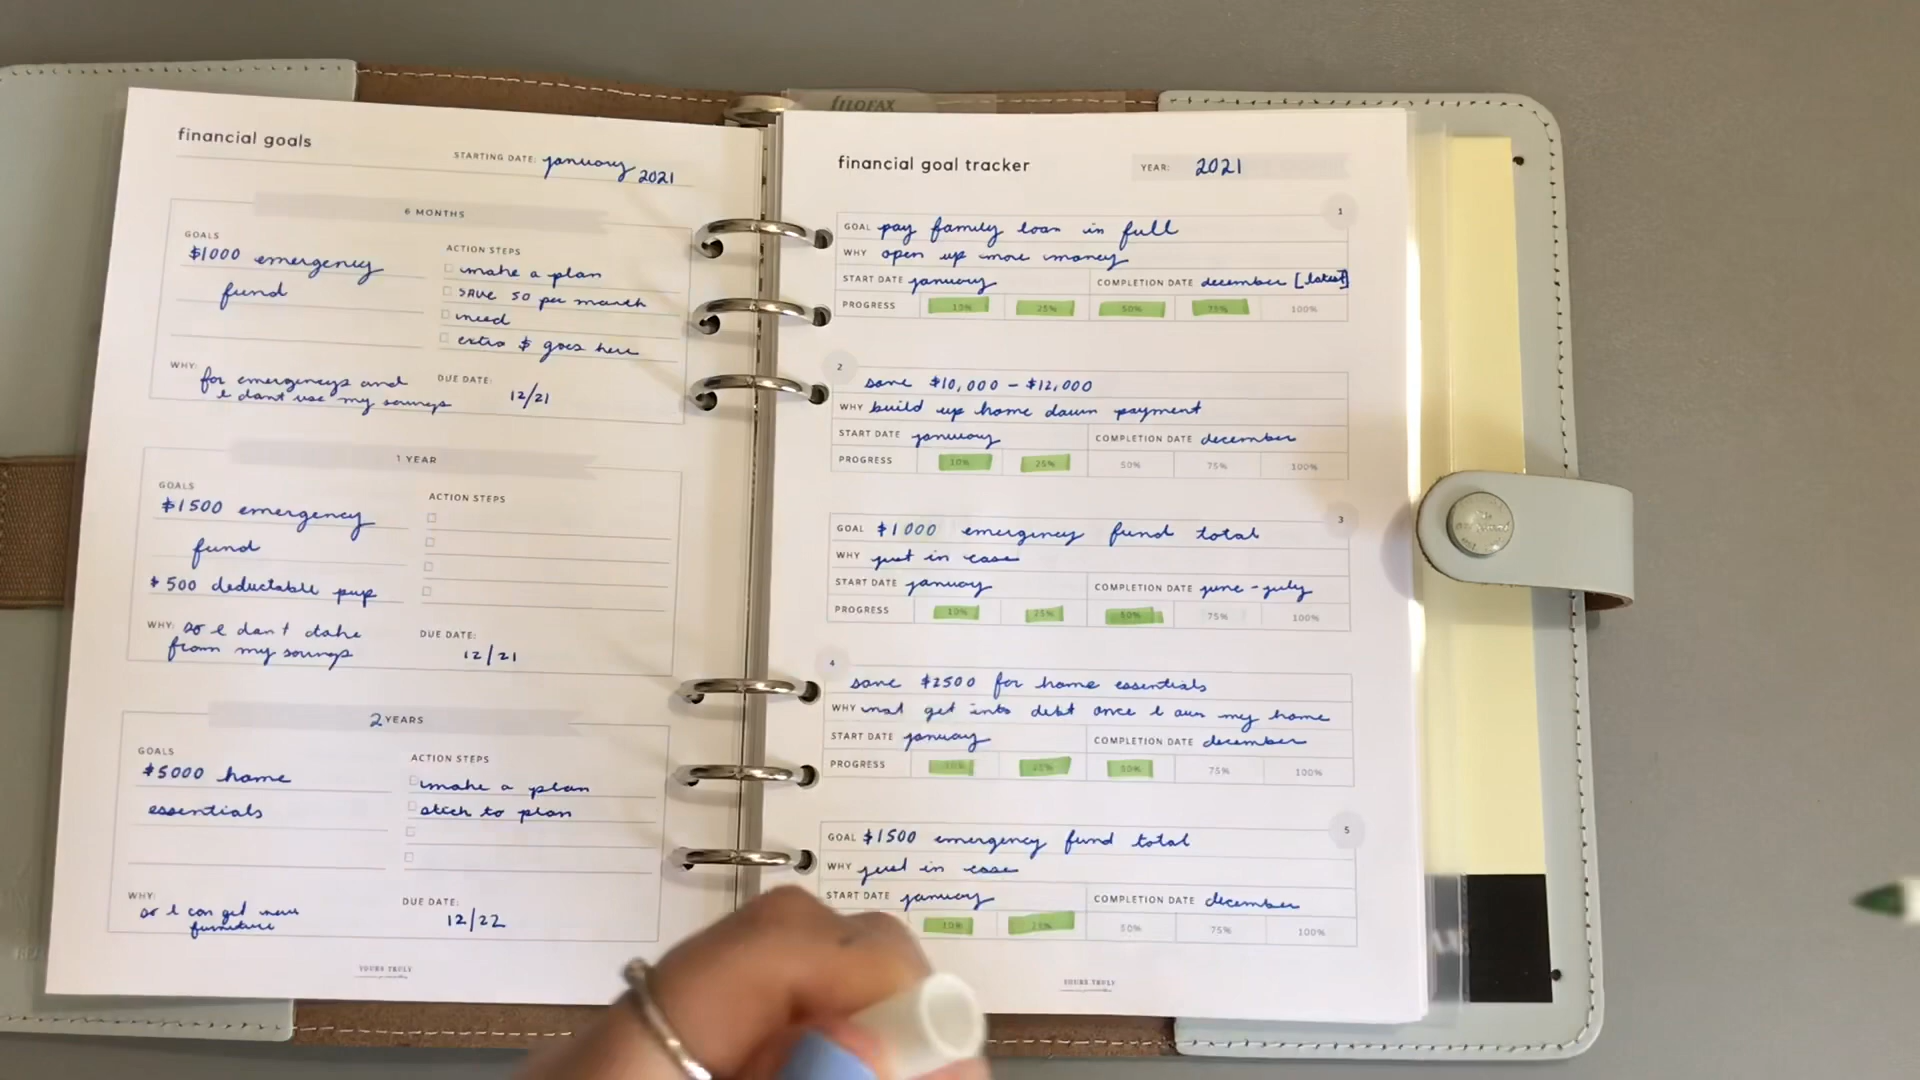 FILOFAX
financial goals
STARTING DATE: january 2021
6 MONTHS
GOALS
$1000 emergency
fund
ACTION STEPS
make a plan
save 50 per month
need
extra $ goes here
WHY: for emergencys and
i dont use my savings
DUE DATE:
12/21
1 YEAR
GOALS
$1500 emergency
fund
$500 deductable pup
ACTION STEPS
WHY: so i don't take
from my savings
DUE DATE:
12/21
2 YEARS
GOALS
$5000 home
essentials
ACTION STEPS
make a plan
stick to plan
WHY:
so i can get new
furniture
DUE DATE:
12/22
YOURS TRULY
financial goal tracker
YEAR: 2021
1
GOAL pay family loan in full
WHY open up more money
START DATE january COMPLETION DATE december [latest]
PROGRESS 10% 25% 50% 75% 100%
2
save $10,000 - $12,000
WHY build up home down payment
START DATE january COMPLETION DATE december
PROGRESS 10% 25% 50% 75% 100%
3
GOAL $1000 emergency fund total
WHY just in case
START DATE january COMPLETION DATE june - july
PROGRESS 10% 25% 50% 75% 100%
4
save $2500 for home essentials
WHY not get into debt once i own my home
START DATE january COMPLETION DATE december
PROGRESS 10% 25% 50% 75% 100%
5
GOAL $1500 emergency fund total
WHY just in case
START DATE january COMPLETION DATE december
10% 25% 50% 75% 100%
YOURS TRULY